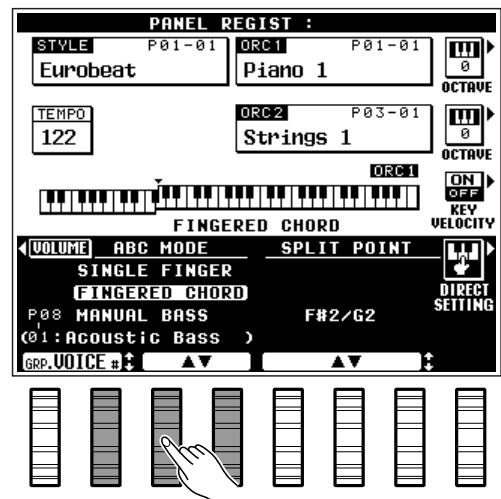 PANEL REGIST :
STYLE P01-01 ORC1 P01-01
Eurobeat Piano 1
0
OCTAVE
TEMPO ORC2 P03-01
122 Strings 1
0
OCTAVE
ORC1
ON
OFF
KEY
VELOCITY
FINGERED CHORD
VOLUME ABC MODE SPLIT POINT
SINGLE FINGER
FINGERED CHORD
DIRECT
SETTING
P08 MANUAL BASS F#2/G2
(01:Acoustic Bass )
GRP.VOICE # ▲▼ ▲▼